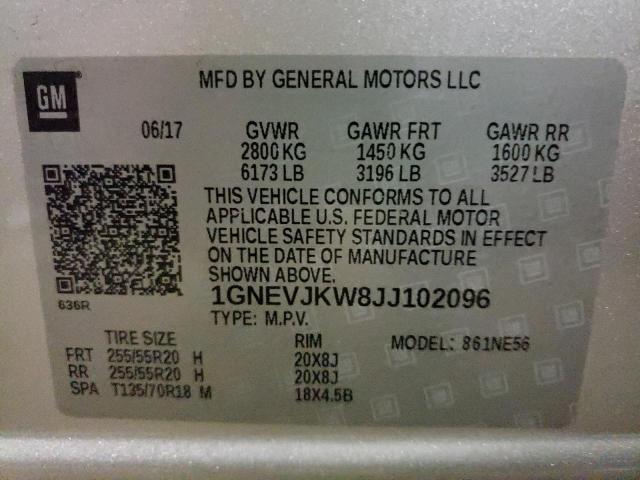 GM
MFD BY GENERAL MOTORS LLC
06/17 GVWR GAWR FRT GAWR RR
2800 KG 1450 KG 1600 KG
6173 LB 3196 LB 3527 LB
THIS VEHICLE CONFORMS TO ALL
APPLICABLE U.S. FEDERAL MOTOR
VEHICLE SAFETY STANDARDS IN EFFECT
ON THE DATE OF MANUFACTURE
SHOWN ABOVE.
1GNEVJKW8JJ102096
636R
TYPE: M.P.V.
TIRE SIZE RIM MODEL: 861NE56
FRT 255/55R20 H 20X8J
RR 255/55R20 H 20X8J
SPA T135/70R18 M 18X4.5B